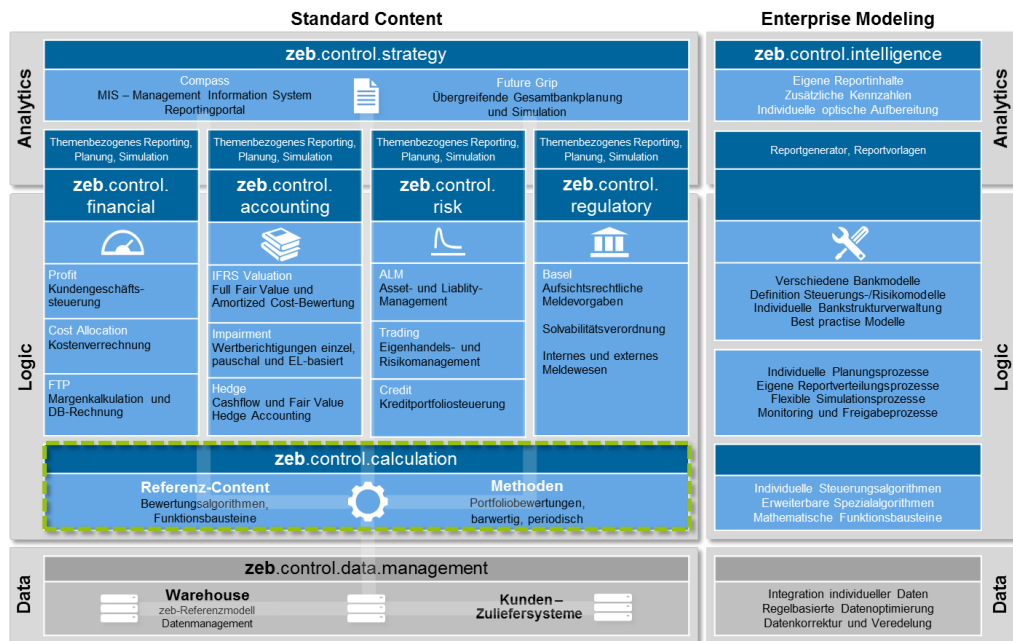 Standard Content
Enterprise Modeling
Analytics
zeb.control.strategy
Compass
MIS – Management Information System
Reportingportal
Future Grip
Übergreifende Gesamtbankplanung
und Simulation
zeb.control.intelligence
Eigene Reportinhalte
Zusätzliche Kennzahlen
Individuelle optische Aufbereitung
Analytics
Themenbezogenes Reporting,
Planung, Simulation
Themenbezogenes Reporting,
Planung, Simulation
Themenbezogenes Reporting,
Planung, Simulation
Themenbezogenes Reporting,
Planung, Simulation
Reportgenerator, Reportvorlagen
Logic
zeb.control.
financial
Profit
Kundengeschäfts-
steuerung
Cost Allocation
Kostenverrechnung
FTP
Margenkalkulation und
DB-Rechnung
zeb.control.
accounting
IFRS Valuation
Full Fair Value und
Amortized Cost-Bewertung
Impairment
Wertberichtigungen einzel,
pauschal und EL-basiert
Hedge
Cashflow und Fair Value
Hedge Accounting
zeb.control.
risk
ALM
Asset- und Liablity-
Management
Trading
Eigenhandels- und
Risikomanagement
Credit
Kreditportfoliosteuerung
zeb.control.
regulatory
Basel
Aufsichtsrechtliche
Meldevorgaben
Solvabilitätsverordnung
Internes und externes
Meldewesen
Verschiedene Bankmodelle
Definition Steuerungs-/Risikomodelle
Individuelle Bankstrukturverwaltung
Best practise Modelle
Individuelle Planungsprozesse
Eigene Reportverteilungsprozesse
Flexible Simulationsprozesse
Monitoring und Freigabeprozesse
Logic
zeb.control.calculation
Referenz-Content
Bewertungsalgorithmen,
Funktionsbausteine
Methoden
Portfoliobewertungen,
barwertig, periodisch
Individuelle Steuerungsalgorithmen
Erweiterbare Spezialalgorithmen
Mathematische Funktionsbausteine
Data
zeb.control.data.management
Warehouse
zeb-Referenzmodell
Datenmanagement
Kunden –
Zuliefersysteme
Integration individueller Daten
Regelbasierte Datenoptimierung
Datenkorrektur und Veredelung
Data